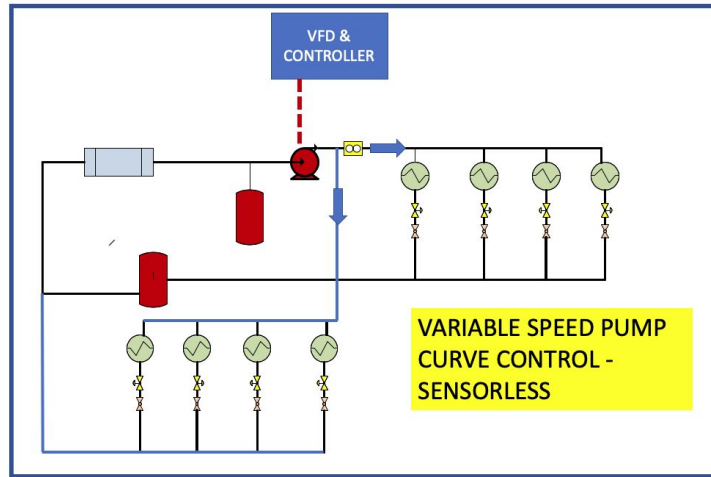 VFD &
CONTROLLER
VARIABLE SPEED PUMP
CURVE CONTROL -
SENSORLESS